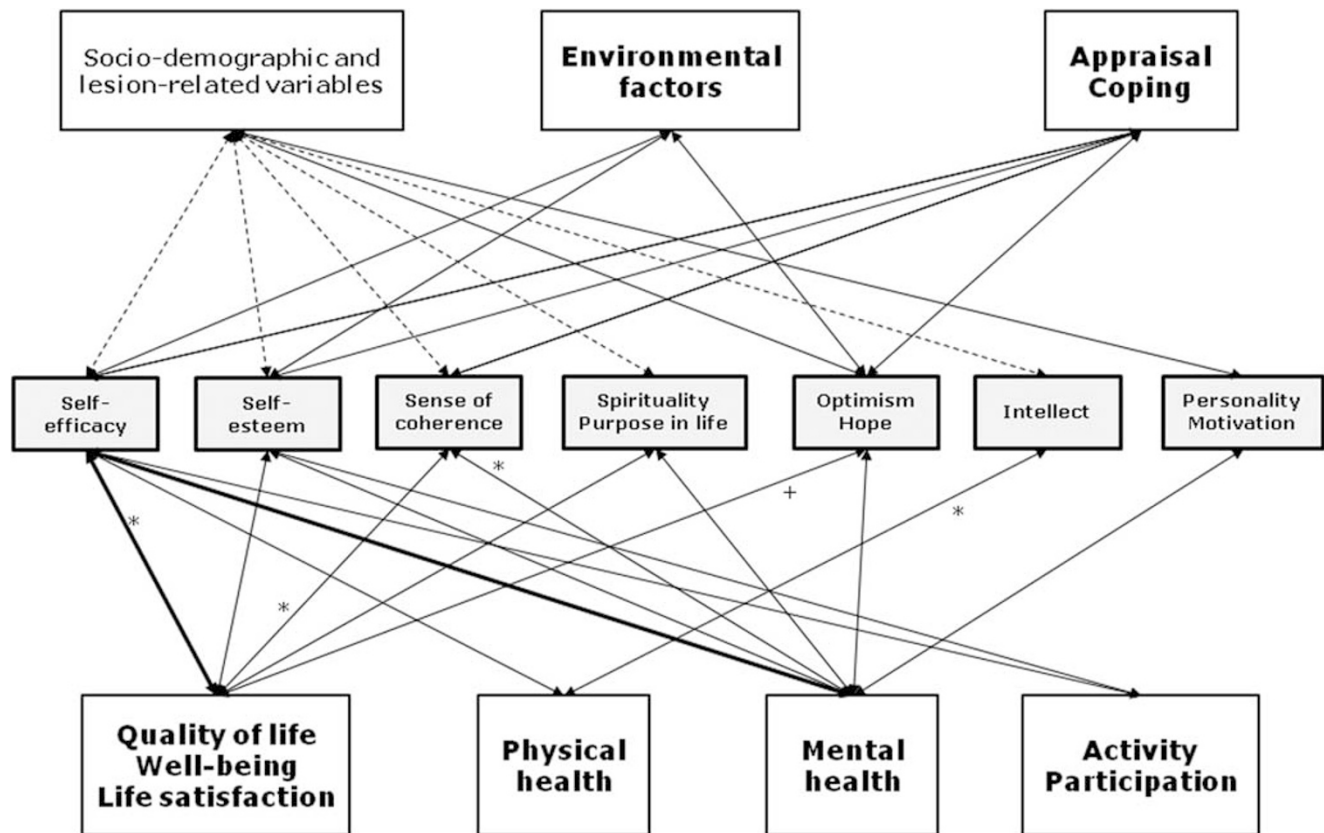 Socio-demographic and
lesion-related variables
Environmental
factors
Appraisal
Coping
Self-
efficacy
Self-
esteem
Sense of
coherence
Spirituality
Purpose in life
Optimism
Hope
Intellect
Personality
Motivation
*
+
*
*
*
Quality of life
Well-being
Life satisfaction
Physical
health
Mental
health
Activity
Participation